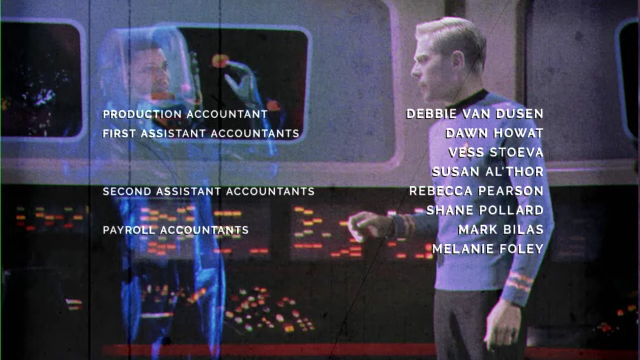 PRODUCTION ACCOUNTANT DEBBIE VAN DUSEN
FIRST ASSISTANT ACCOUNTANTS DAWN HOWAT
VESS STOEVA
SUSAN AL'THOR
SECOND ASSISTANT ACCOUNTANTS REBECCA PEARSON
SHANE POLLARD
PAYROLL ACCOUNTANTS MARK BILAS
MELANIE FOLEY